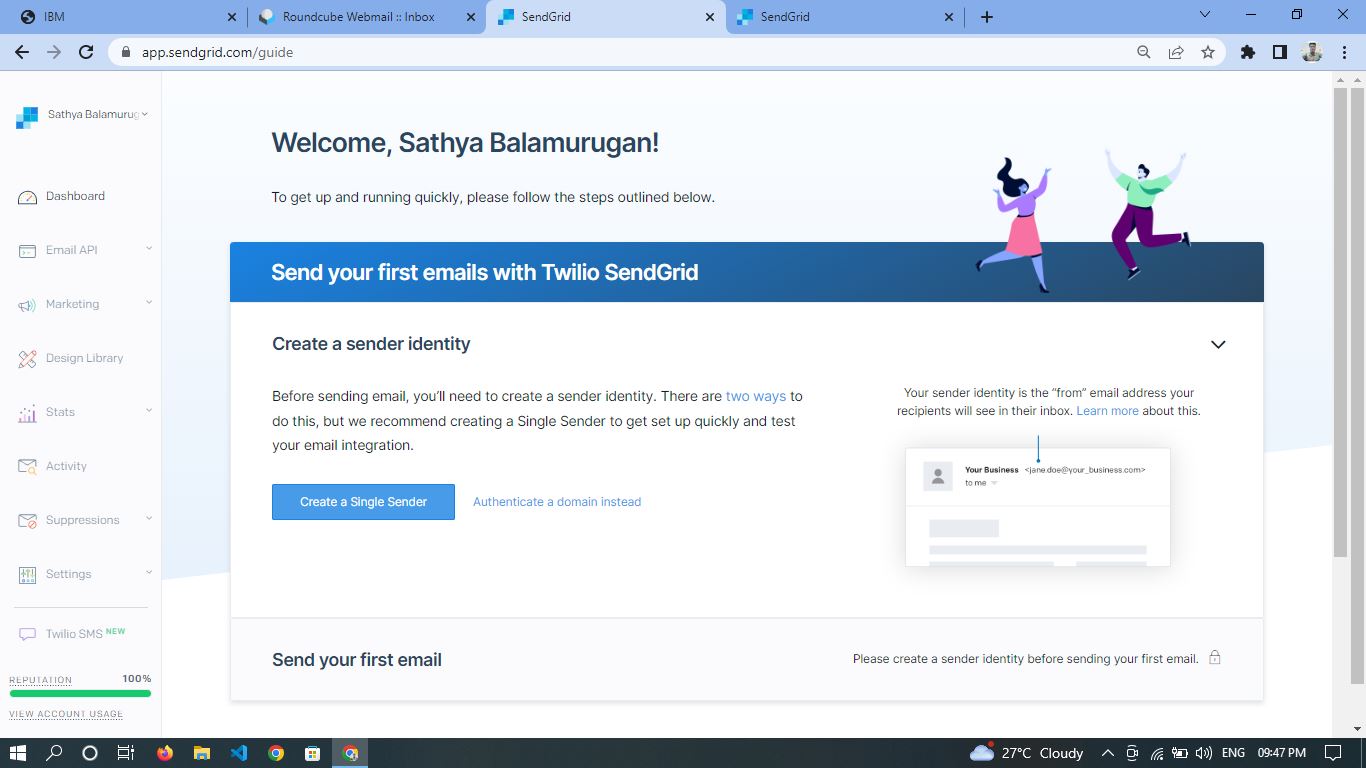 IBM
Roundcube Webmail :: Inbox
SendGrid
SendGrid
app.sendgrid.com/guide
Sathya Balamurug
Dashboard
Email API
Marketing
Design Library
Stats
Activity
Suppressions
Settings
Twilio SMS NEW
REPUTATION 100%
VIEW ACCOUNT USAGE
Welcome, Sathya Balamurugan!
To get up and running quickly, please follow the steps outlined below.
Send your first emails with Twilio SendGrid
Create a sender identity
Before sending email, you’ll need to create a sender identity. There are two ways to
do this, but we recommend creating a Single Sender to get set up quickly and test
your email integration.
Create a Single Sender
Authenticate a domain instead
Your sender identity is the “from” email address your
recipients will see in their inbox. Learn more about this.
Your Business <jane.doe@your_business.com>
to me
Send your first email
Please create a sender identity before sending your first email.
27°C Cloudy
ENG
09:47 PM